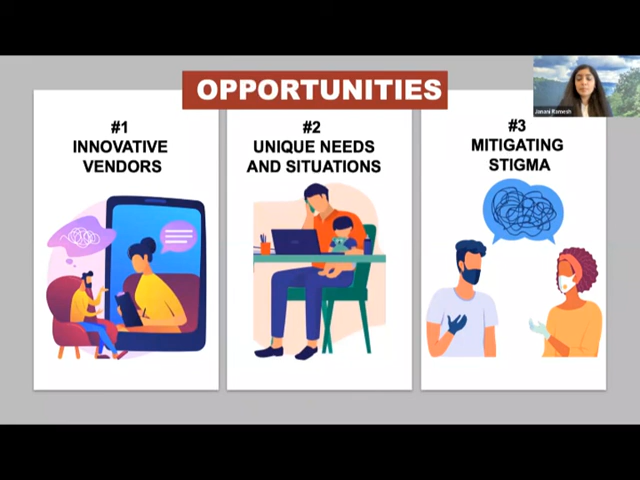 OPPORTUNITIES
#1
INNOVATIVE
VENDORS
#2
UNIQUE NEEDS
AND SITUATIONS
#3
MITIGATING
STIGMA
Janani Ramesh